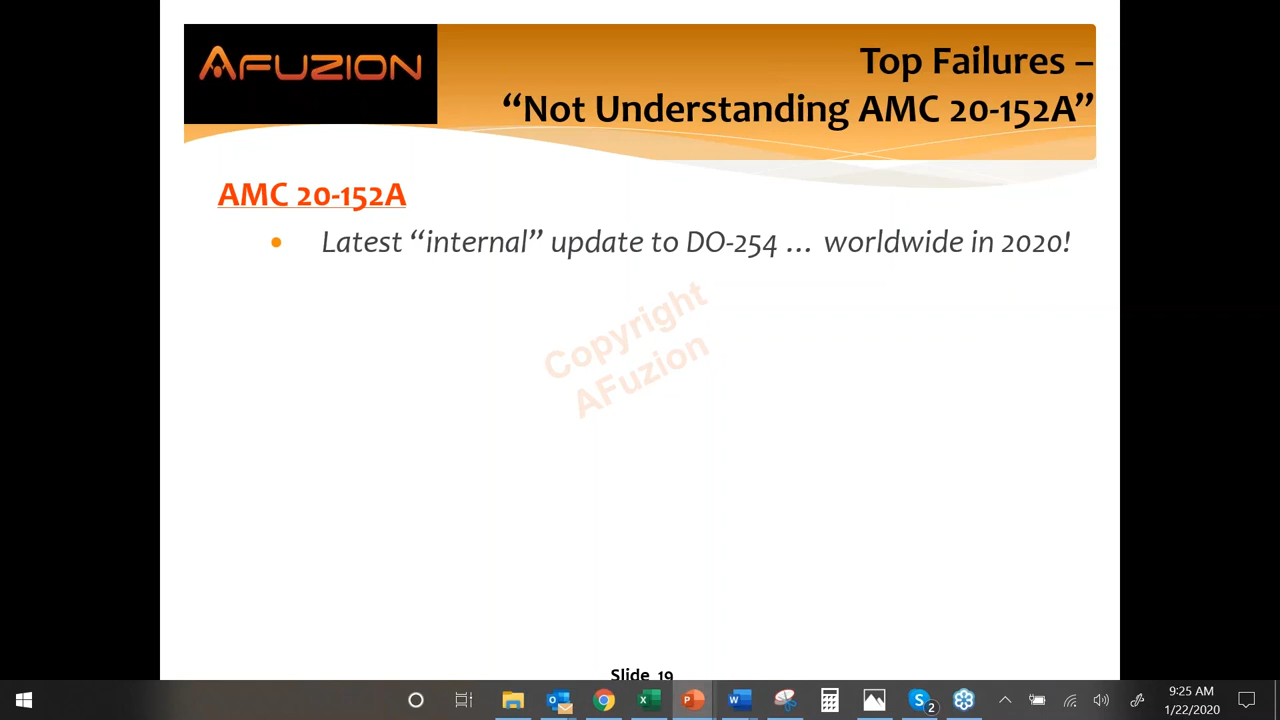 AFUZION
Top Failures –
“Not Understanding AMC 20-152A”
AMC 20-152A
• Latest “internal” update to DO-254 … worldwide in 2020!
Copyright
AFuzion
Slide 19
9:25 AM
1/22/2020
2